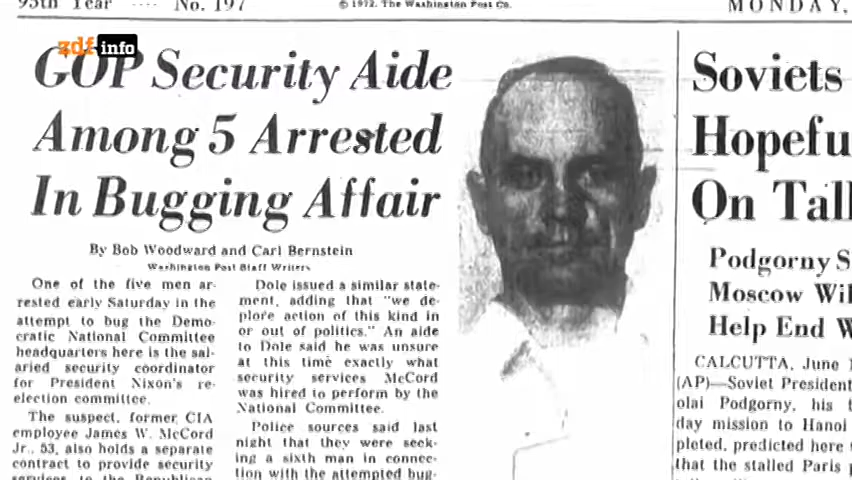 95th Year ···· No. 197
© 1972, The Washington Post Co.
MONDAY,
zdf info
GOP Security Aide
Among 5 Arrested
In Bugging Affair
By Bob Woodward and Carl Bernstein
Washington Post Staff Writers
One of the five men ar-
rested early Saturday in the
attempt to bug the Demo-
cratic National Committee
headquarters here is the sal-
aried security coordinator
for President Nixon's re-
election committee.
The suspect, former CIA
employee James W. McCord
Jr., 53, also holds a separate
contract to provide security
services to the Republican
Dole issued a similar state-
ment, adding that "we de-
plore action of this kind in
or out of politics." An aide
to Dole said he was unsure
at this time exactly what
security services McCord
was hired to perform by the
National Committee.
Police sources said last
night that they were seek-
ing a sixth man in connec-
tion with the attempted bug-
Soviets
Hopefu
On Tal
Podgorny S
Moscow Wil
Help End W
CALCUTTA, June 1
(AP)—Soviet President
olai Podgorny, his t
day mission to Hanoi
pleted, predicted here
that the stalled Paris p